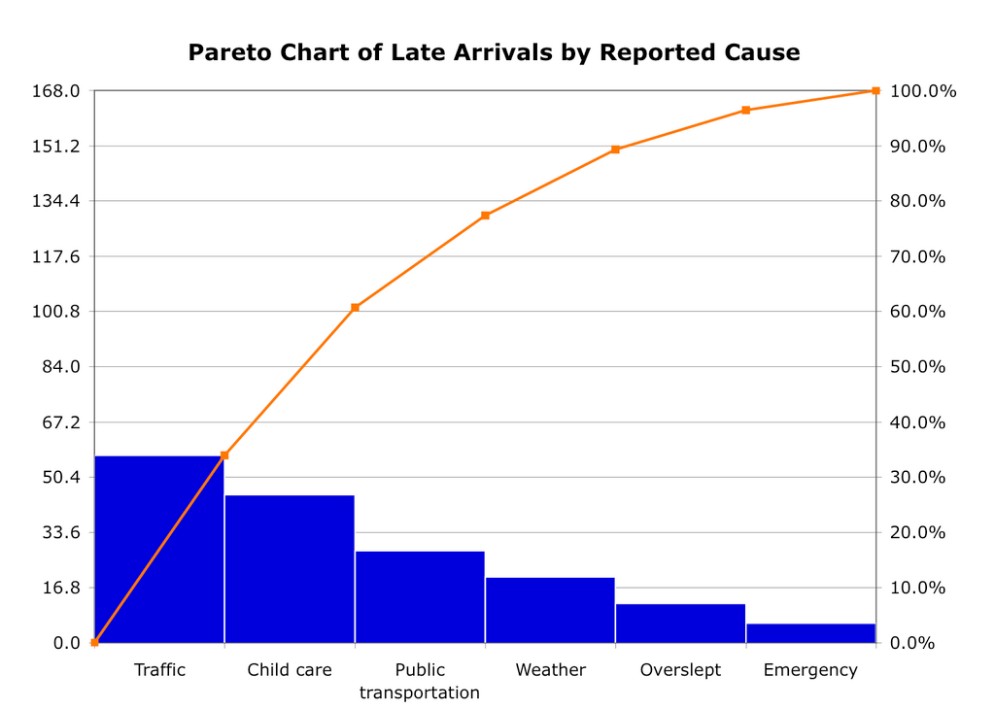 Pareto Chart of Late Arrivals by Reported Cause
168.0
151.2
134.4
117.6
100.8
84.0
67.2
50.4
33.6
16.8
0.0
100.0%
90.0%
80.0%
70.0%
60.0%
50.0%
40.0%
30.0%
20.0%
10.0%
0.0%
Traffic
Child care
Public
transportation
Weather
Overslept
Emergency